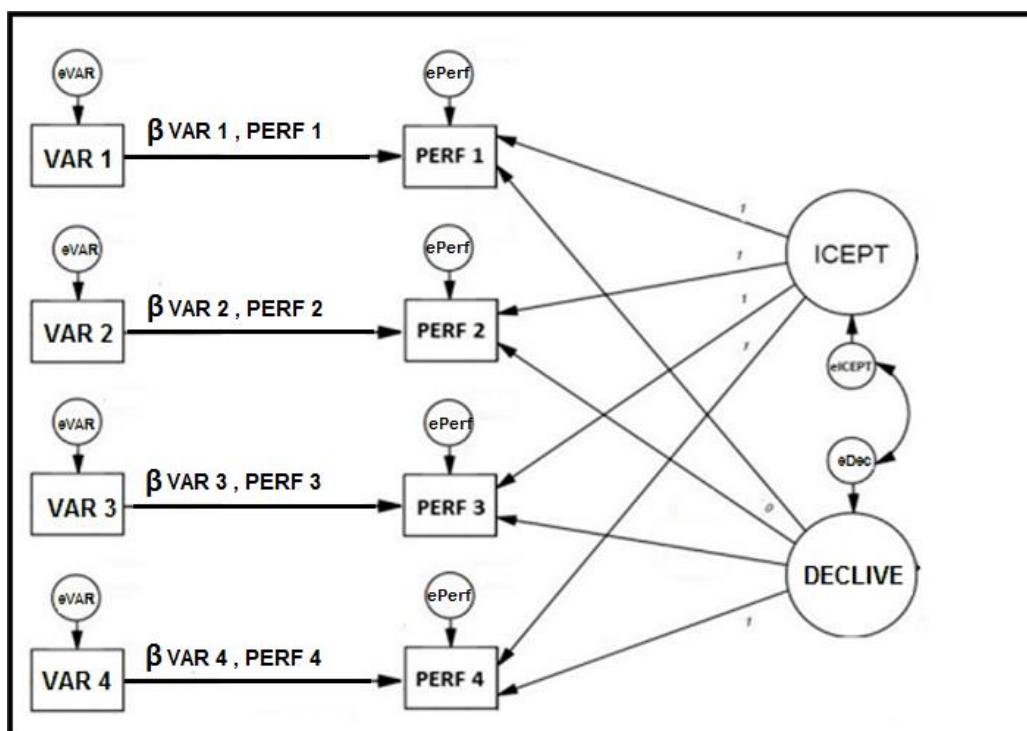 eVAR
ePerf
β VAR 1 , PERF 1
VAR 1
PERF 1
1
eVAR
ePerf
ICEPT
1
β VAR 2 , PERF 2
1
VAR 2
PERF 2
1
eICEPT
eVAR
ePerf
eDec
β VAR 3 , PERF 3
VAR 3
PERF 3
0
DECLIVE
eVAR
ePerf
1
β VAR 4 , PERF 4
VAR 4
PERF 4